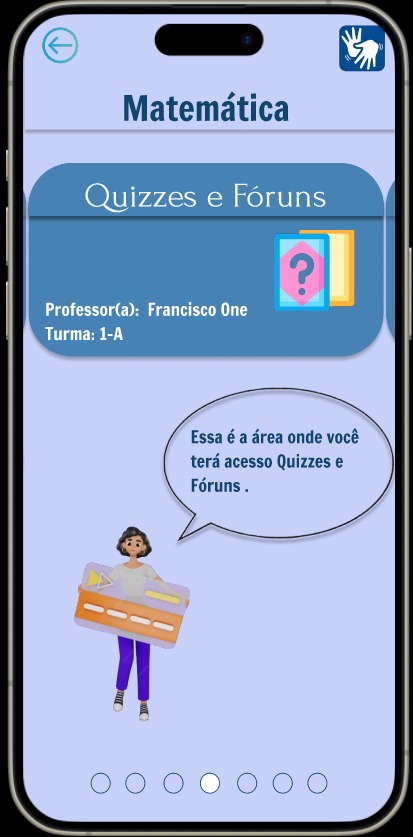 Matemática
Quizzes e Fóruns
?
Professor(a): Francisco One
Turma: 1-A
Essa é a área onde você
terá acesso Quizzes e
Fóruns .